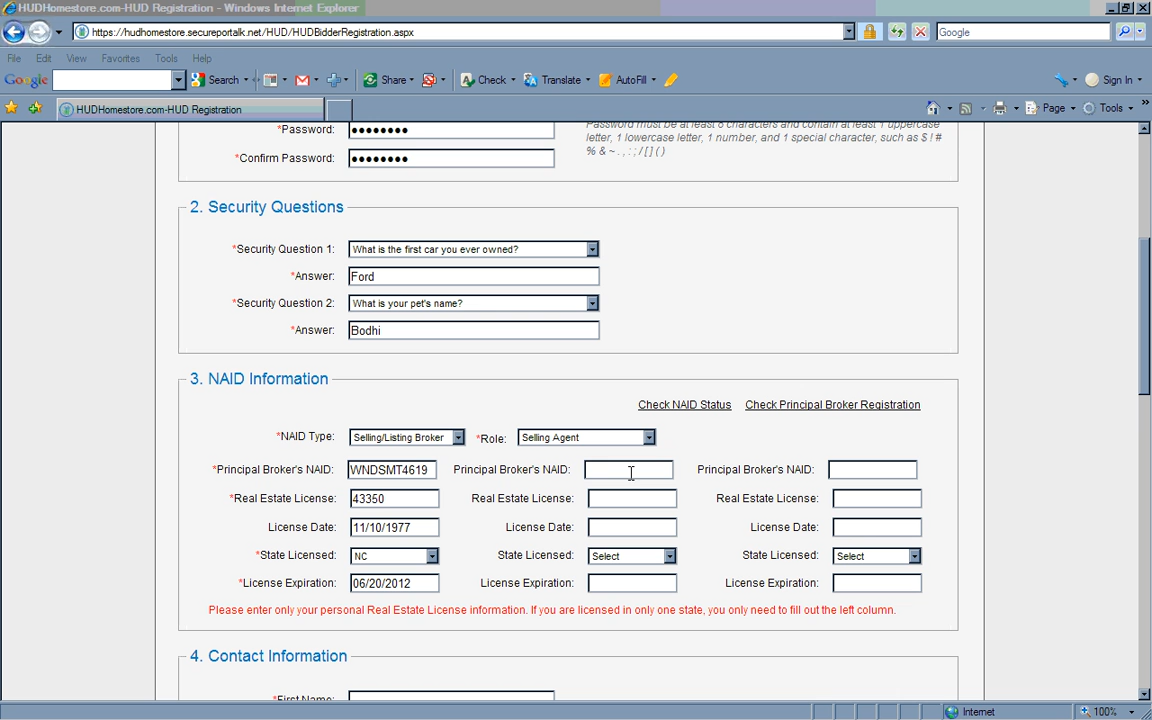 HUDHomestore.com-HUD Registration - Windows Internet Explorer
https://hudhomestore.secureportalk.net/HUD/HUDBidderRegistration.aspx
Google
File Edit View Favorites Tools Help
Google Search Share Check Translate AutoFill Sign In
HUDHomestore.com-HUD Registration Page Tools »
*Password: ●●●●●●●● Password must be at least 8 characters and contain at least 1 uppercase
letter, 1 lowercase letter, 1 number, and 1 special character, such as $ ! #
% & ~ . , : ; / [ ] ( )
*Confirm Password: ●●●●●●●●
2. Security Questions
*Security Question 1: What is the first car you ever owned?
*Answer: Ford
*Security Question 2: What is your pet's name?
*Answer: Bodhi
3. NAID Information
Check NAID Status Check Principal Broker Registration
*NAID Type: Selling/Listing Broker *Role: Selling Agent
*Principal Broker's NAID: WNDSMT4619 Principal Broker's NAID: Principal Broker's NAID:
*Real Estate License: 43350 Real Estate License: Real Estate License:
License Date: 11/10/1977 License Date: License Date:
*State Licensed: NC State Licensed: Select State Licensed: Select
*License Expiration: 06/20/2012 License Expiration: License Expiration:
Please enter only your personal Real Estate License information. If you are licensed in only one state, you only need to fill out the left column.
4. Contact Information
*First Name:
Internet 100%